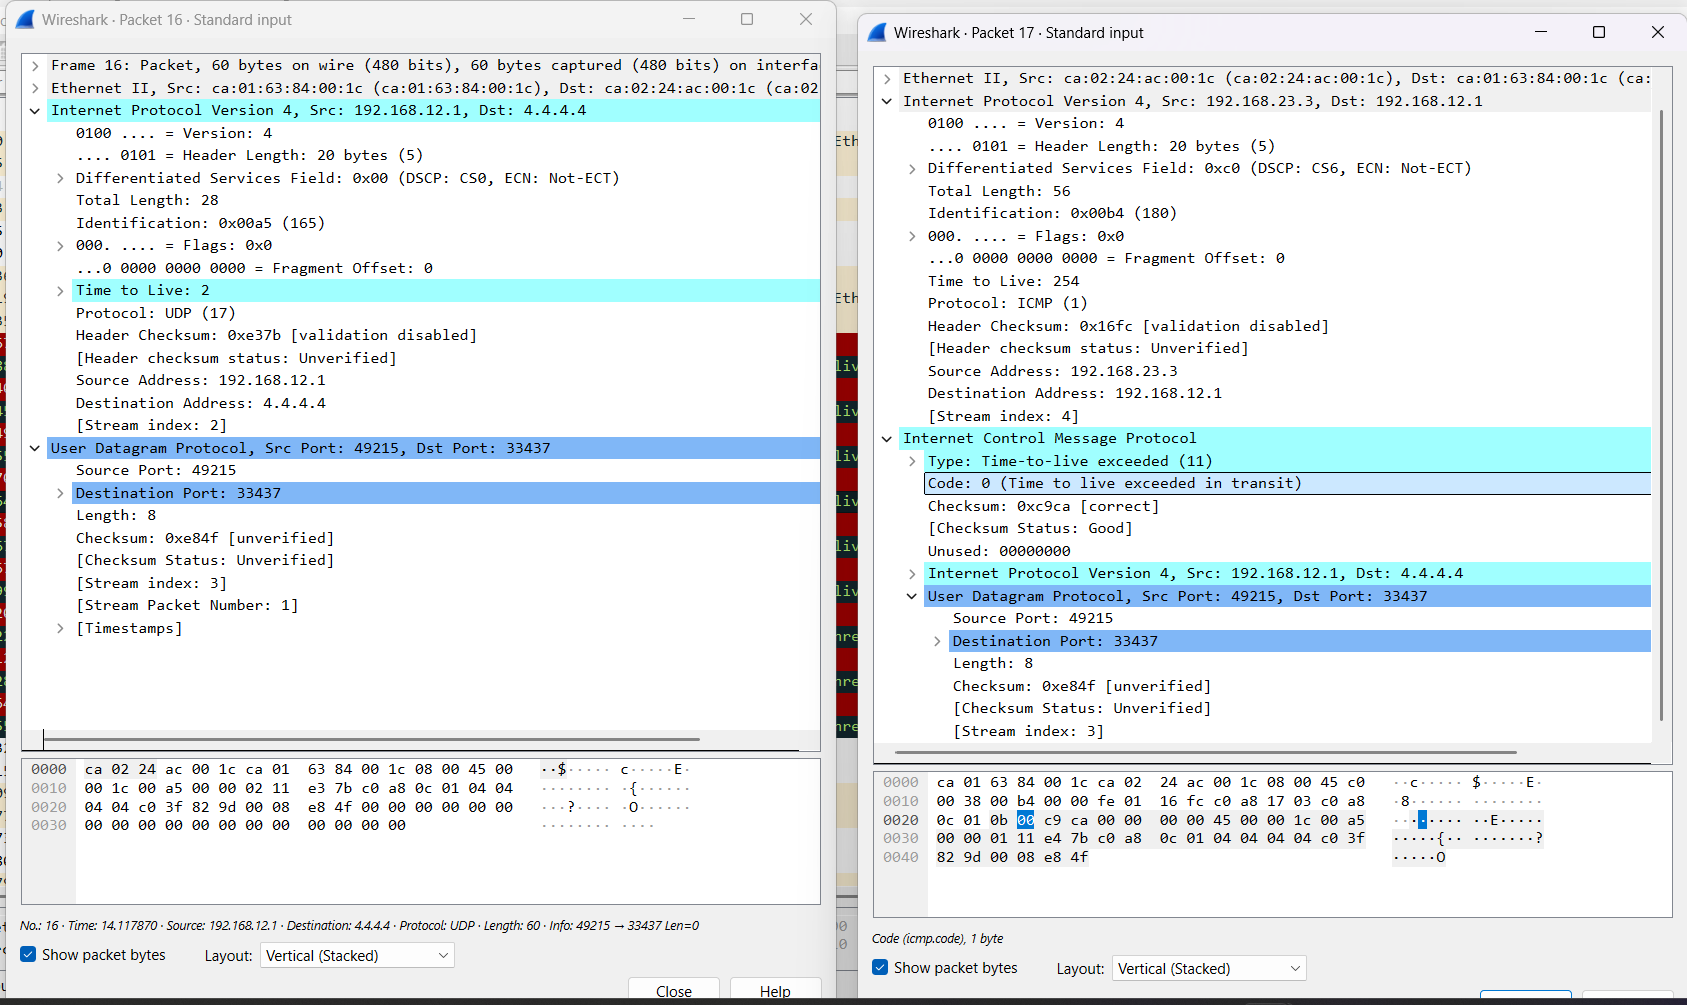 Wireshark · Packet 16 · Standard input
Frame 16: Packet, 60 bytes on wire (480 bits), 60 bytes captured (480 bits) on interfa
Ethernet II, Src: ca:01:63:84:00:1c (ca:01:63:84:00:1c), Dst: ca:02:24:ac:00:1c (ca:02
Internet Protocol Version 4, Src: 192.168.12.1, Dst: 4.4.4.4
0100 .... = Version: 4
.... 0101 = Header Length: 20 bytes (5)
Differentiated Services Field: 0x00 (DSCP: CS0, ECN: Not-ECT)
Total Length: 28
Identification: 0x00a5 (165)
000. .... = Flags: 0x0
...0 0000 0000 0000 = Fragment Offset: 0
Time to Live: 2
Protocol: UDP (17)
Header Checksum: 0xe37b [validation disabled]
[Header checksum status: Unverified]
Source Address: 192.168.12.1
Destination Address: 4.4.4.4
[Stream index: 2]
User Datagram Protocol, Src Port: 49215, Dst Port: 33437
Source Port: 49215
Destination Port: 33437
Length: 8
Checksum: 0xe84f [unverified]
[Checksum Status: Unverified]
[Stream index: 3]
[Stream Packet Number: 1]
[Timestamps]
0000 ca 02 24 ac 00 1c ca 01 63 84 00 1c 08 00 45 00 ··$····· c·····E·
0010 00 1c 00 a5 00 00 02 11 e3 7b c0 a8 0c 01 04 04 ········ ·{······
0020 04 04 c0 3f 82 9d 00 08 e8 4f 00 00 00 00 00 00 ···?···· ·O······
0030 00 00 00 00 00 00 00 00 00 00 00 00 ········ ····
No.: 16 · Time: 14.117870 · Source: 192.168.12.1 · Destination: 4.4.4.4 · Protocol: UDP · Length: 60 · Info: 49215 → 33437 Len=0
Show packet bytes Layout: Vertical (Stacked)
Close Help
Wireshark · Packet 17 · Standard input
Ethernet II, Src: ca:02:24:ac:00:1c (ca:02:24:ac:00:1c), Dst: ca:01:63:84:00:1c (ca:
Internet Protocol Version 4, Src: 192.168.23.3, Dst: 192.168.12.1
0100 .... = Version: 4
.... 0101 = Header Length: 20 bytes (5)
Differentiated Services Field: 0xc0 (DSCP: CS6, ECN: Not-ECT)
Total Length: 56
Identification: 0x00b4 (180)
000. .... = Flags: 0x0
...0 0000 0000 0000 = Fragment Offset: 0
Time to Live: 254
Protocol: ICMP (1)
Header Checksum: 0x16fc [validation disabled]
[Header checksum status: Unverified]
Source Address: 192.168.23.3
Destination Address: 192.168.12.1
[Stream index: 4]
Internet Control Message Protocol
Type: Time-to-live exceeded (11)
Code: 0 (Time to live exceeded in transit)
Checksum: 0xc9ca [correct]
[Checksum Status: Good]
Unused: 00000000
Internet Protocol Version 4, Src: 192.168.12.1, Dst: 4.4.4.4
User Datagram Protocol, Src Port: 49215, Dst Port: 33437
Source Port: 49215
Destination Port: 33437
Length: 8
Checksum: 0xe84f [unverified]
[Checksum Status: Unverified]
[Stream index: 3]
0000 ca 01 63 84 00 1c ca 02 24 ac 00 1c 08 00 45 c0 ··c····· $·····E·
0010 00 38 00 b4 00 00 fe 01 16 fc c0 a8 17 03 c0 a8 ·8······ ········
0020 0c 01 0b 00 c9 ca 00 00 00 00 45 00 00 1c 00 a5 ········ ··E·····
0030 00 00 01 11 e4 7b c0 a8 0c 01 04 04 04 04 c0 3f ·····{·· ·······?
0040 82 9d 00 08 e8 4f ·····O
Code (icmp.code), 1 byte
Show packet bytes Layout: Vertical (Stacked)